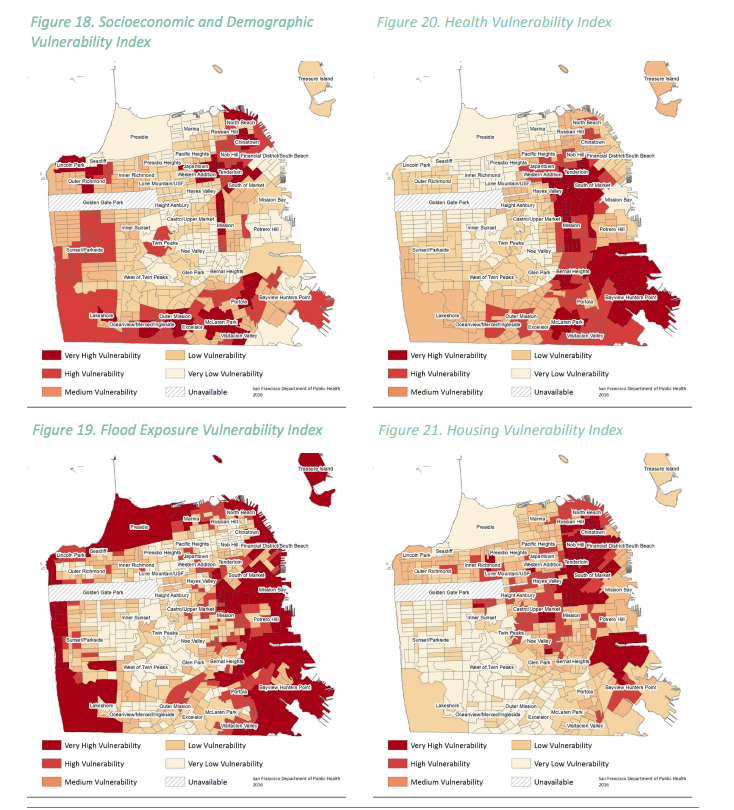 Figure 18. Socioeconomic and Demographic
Vulnerability Index
Treasure Island
North Beach
Marina
Russian Hill
Presidio
Chinatown
Pacific Heights
Nob Hill
Financial District/South Beach
Seacliff
Presidio Heights
Japantown
Lincoln Park
Tenderloin
Inner Richmond
Western Addition
Outer Richmond
Lone Mountain/USF
South of Market
Hayes Valley
Golden Gate Park
Haight Ashbury
Mission Bay
Castro/Upper Market
Inner Sunset
Mission
Potrero Hill
Twin Peaks
Sunset/Parkside
Noe Valley
Glen Park
Bernal Heights
West of Twin Peaks
Portola
Bayview Hunters Point
Lakeshore
Outer Mission
Oceanview/Merced/Ingleside
McLaren Park
Excelsior
Visitacion Valley
Very High Vulnerability
Low Vulnerability
High Vulnerability
Very Low Vulnerability
Medium Vulnerability
Unavailable
San Francisco Department of Public Health
2016
Figure 20. Health Vulnerability Index
Treasure Island
North Beach
Marina
Russian Hill
Presidio
Chinatown
Pacific Heights
Nob Hill
Financial District/South Beach
Seacliff
Presidio Heights
Japantown
Lincoln Park
Tenderloin
Inner Richmond
Western Addition
Outer Richmond
Lone Mountain/USF
South of Market
Hayes Valley
Golden Gate Park
Haight Ashbury
Mission Bay
Castro/Upper Market
Inner Sunset
Mission
Potrero Hill
Twin Peaks
Sunset/Parkside
Noe Valley
Glen Park
Bernal Heights
West of Twin Peaks
Portola
Bayview Hunters Point
Lakeshore
Outer Mission
Oceanview/Merced/Ingleside
McLaren Park
Excelsior
Visitacion Valley
Very High Vulnerability
Low Vulnerability
High Vulnerability
Very Low Vulnerability
Medium Vulnerability
Unavailable
San Francisco Department of Public Health
2016
Figure 19. Flood Exposure Vulnerability Index
Treasure Island
North Beach
Marina
Russian Hill
Presidio
Chinatown
Pacific Heights
Nob Hill
Financial District/South Beach
Seacliff
Presidio Heights
Japantown
Lincoln Park
Tenderloin
Inner Richmond
Western Addition
Outer Richmond
Lone Mountain/USF
South of Market
Hayes Valley
Golden Gate Park
Haight Ashbury
Mission Bay
Castro/Upper Market
Inner Sunset
Mission
Potrero Hill
Twin Peaks
Sunset/Parkside
Noe Valley
Glen Park
Bernal Heights
West of Twin Peaks
Portola
Bayview Hunters Point
Lakeshore
Outer Mission
Oceanview/Merced/Ingleside
McLaren Park
Excelsior
Visitacion Valley
Very High Vulnerability
Low Vulnerability
High Vulnerability
Very Low Vulnerability
Medium Vulnerability
Unavailable
San Francisco Department of Public Health
2016
Figure 21. Housing Vulnerability Index
Treasure Island
North Beach
Marina
Russian Hill
Presidio
Chinatown
Pacific Heights
Nob Hill
Financial District/South Beach
Seacliff
Presidio Heights
Japantown
Lincoln Park
Tenderloin
Inner Richmond
Western Addition
Outer Richmond
Lone Mountain/USF
South of Market
Hayes Valley
Golden Gate Park
Haight Ashbury
Mission Bay
Castro/Upper Market
Inner Sunset
Mission
Potrero Hill
Twin Peaks
Sunset/Parkside
Noe Valley
Glen Park
Bernal Heights
West of Twin Peaks
Portola
Bayview Hunters Point
Lakeshore
Outer Mission
Oceanview/Merced/Ingleside
McLaren Park
Excelsior
Visitacion Valley
Very High Vulnerability
Low Vulnerability
High Vulnerability
Very Low Vulnerability
Medium Vulnerability
Unavailable
San Francisco Department of Public Health
2016